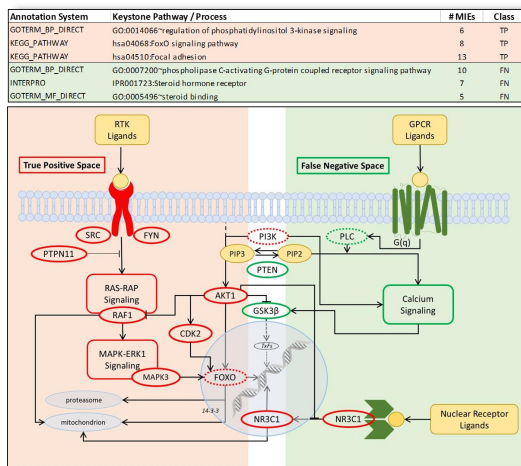 Annotation System Keystone Pathway / Process # MIEs Class
GOTERM_BP_DIRECT GO:0014066~regulation of phosphatidylinositol 3-kinase signaling 6 TP
KEGG_PATHWAY hsa04068:FoxO signaling pathway 8 TP
KEGG_PATHWAY hsa04510:Focal adhesion 13 TP
GOTERM_BP_DIRECT GO:0007200~phospholipase C-activating G-protein coupled receptor signaling pathway 10 FN
INTERPRO IPR001723:Steroid hormone receptor 7 FN
GOTERM_MF_DIRECT GO:0005496~steroid binding 5 FN
RTK
Ligands
GPCR
Ligands
True Positive Space
False Negative Space
SRC
FYN
PI3K
PLC
G(q)
PTPN11
PIP3
PIP2
PTEN
RAS-RAP
Signaling
RAF1
AKT1
GSK3β
Calcium
Signaling
CDK2
TxFs
MAPK-ERK1
Signaling
MAPK3
FOXO
proteasome
14-3-3
mitochondrion
NR3C1
NR3C1
Nuclear Receptor
Ligands